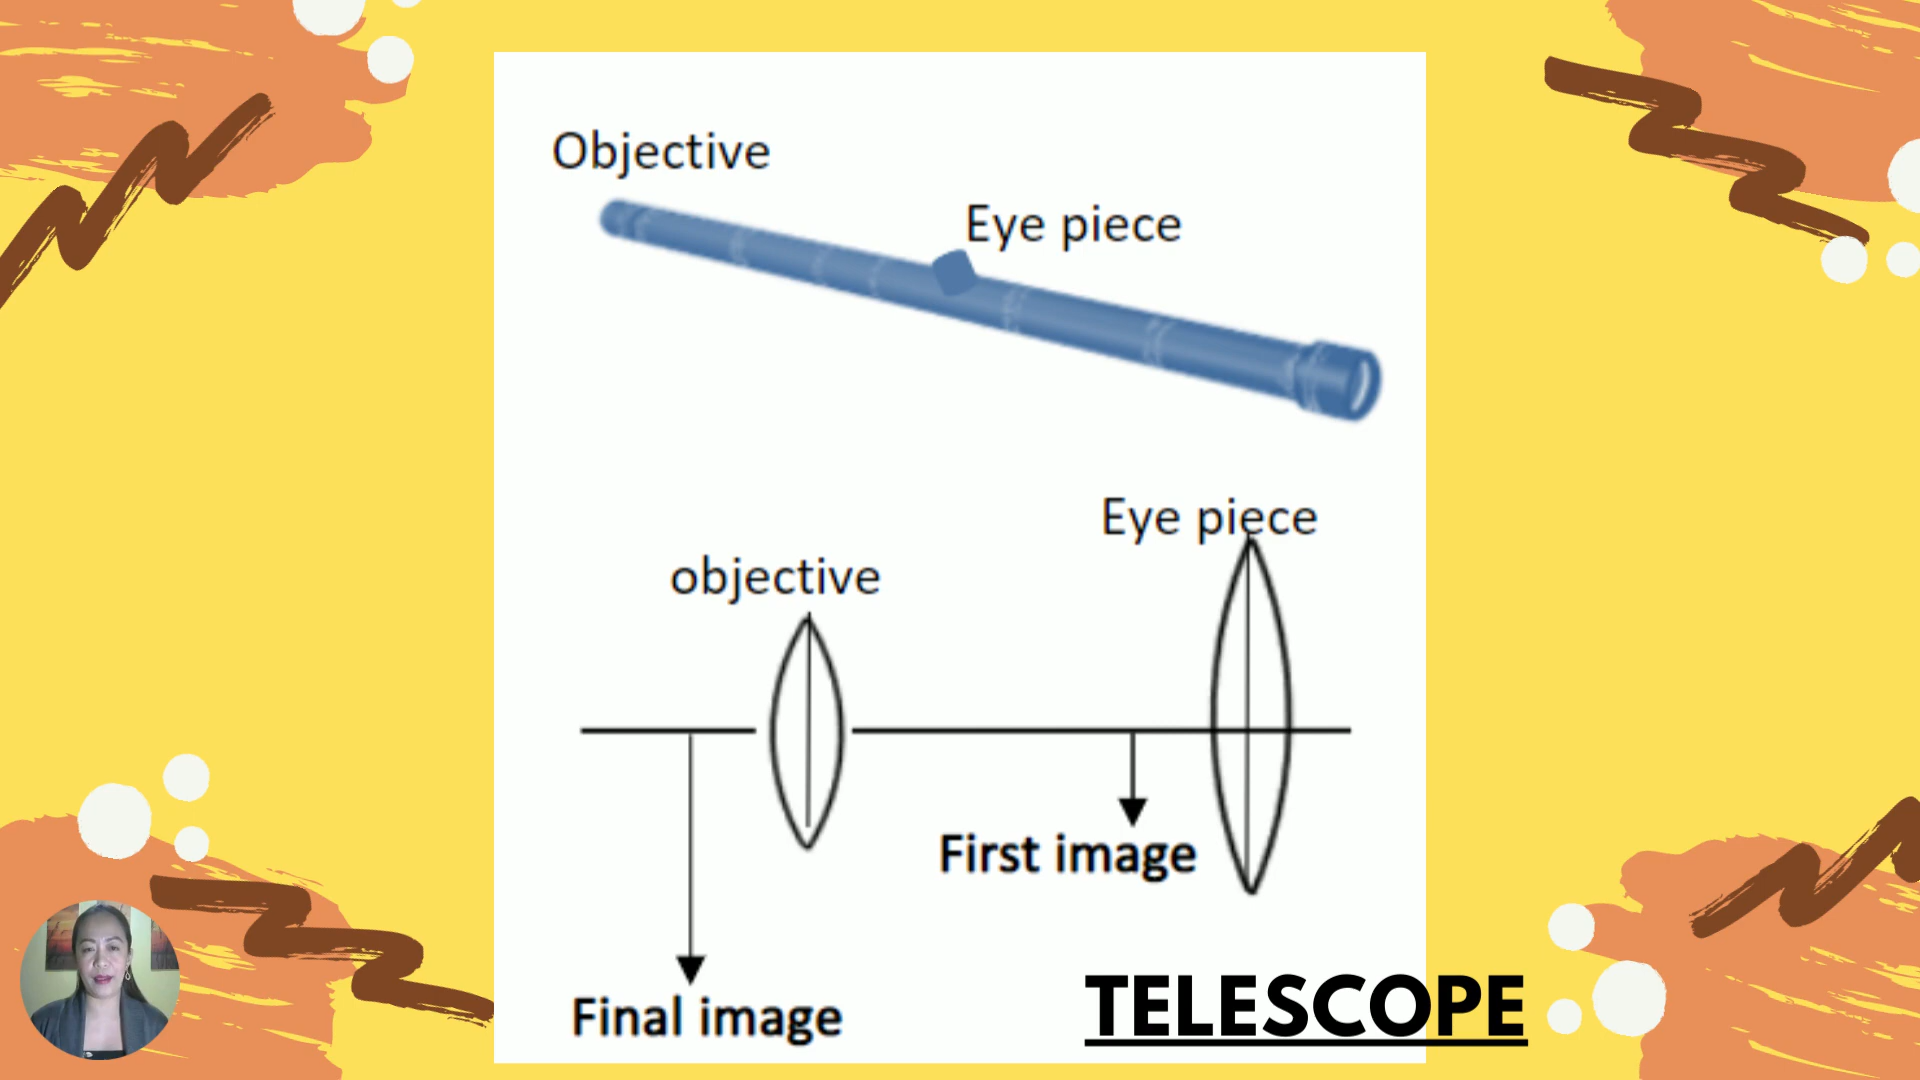 Objective
Eye piece
Eye piece
objective
First image
Final image
TELESCOPE